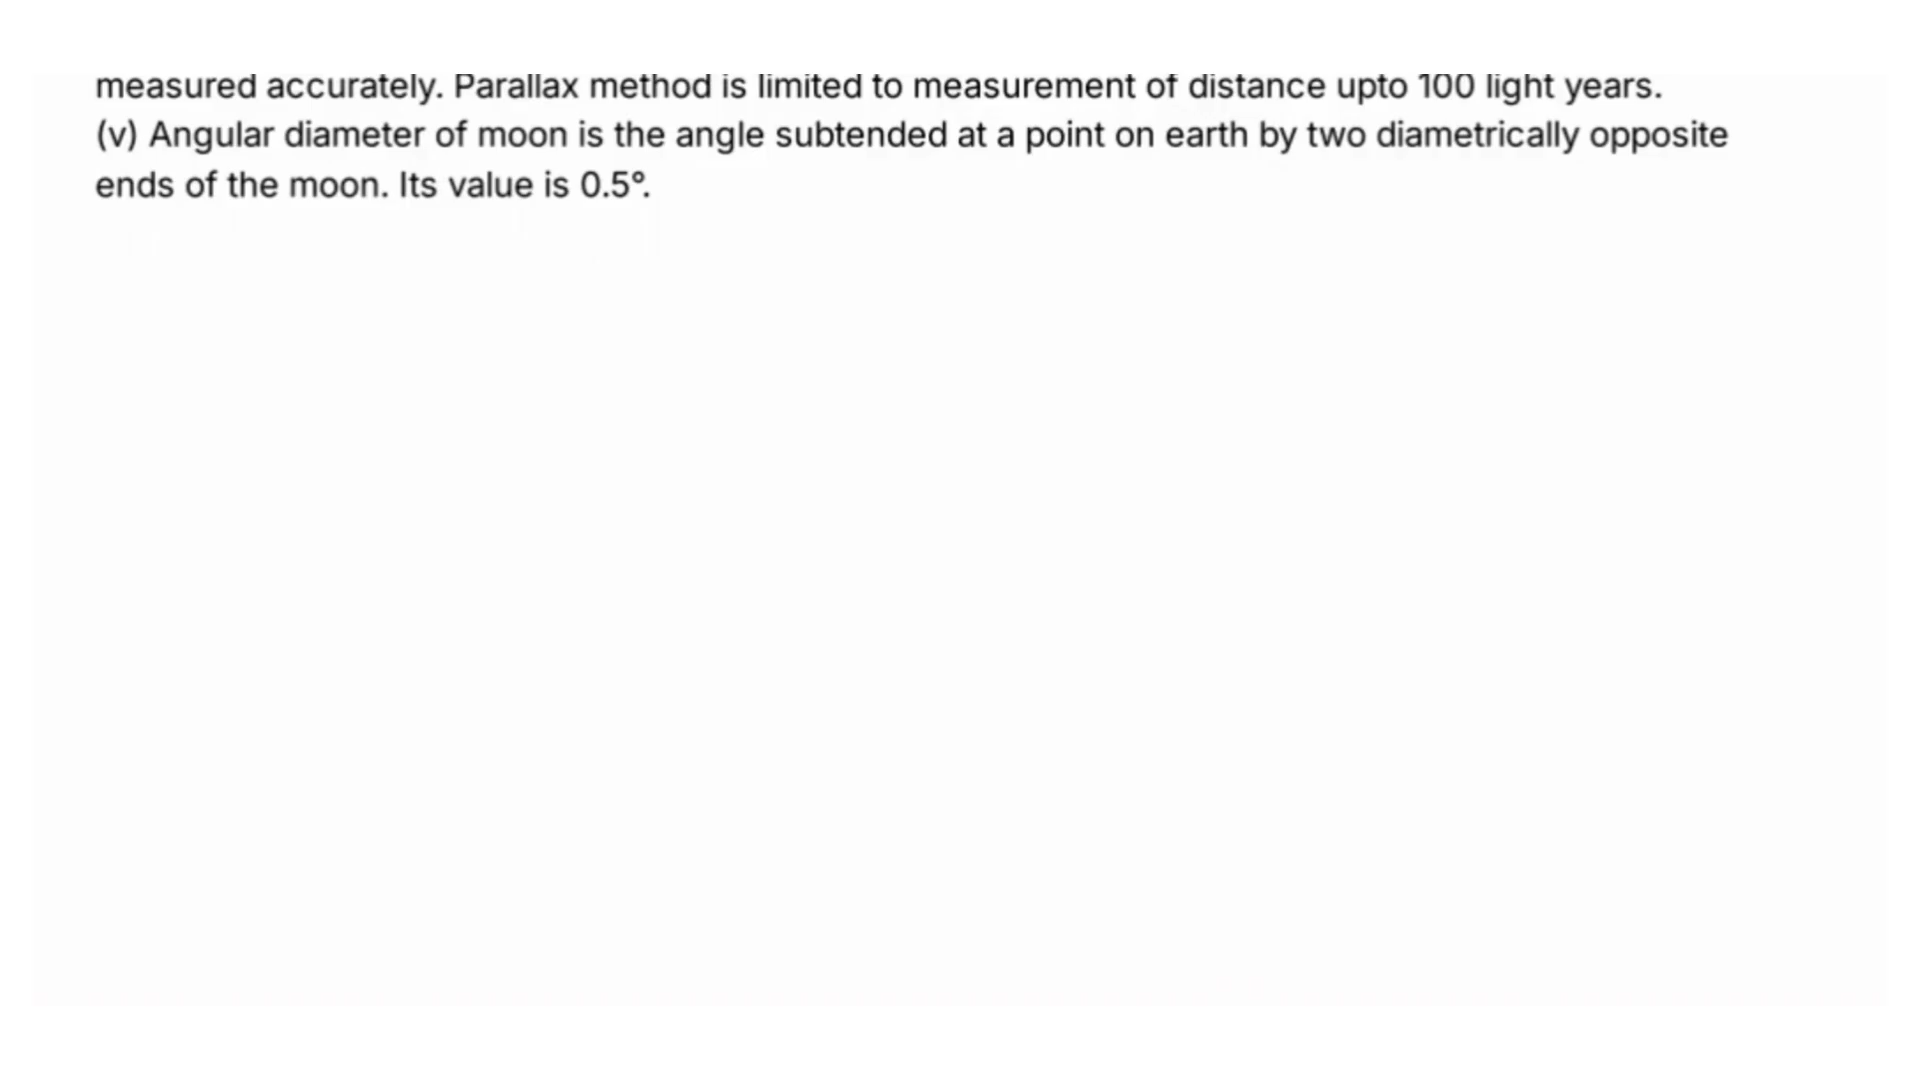 measured accurately. Parallax method is limited to measurement of distance upto 100 light years.
(v) Angular diameter of moon is the angle subtended at a point on earth by two diametrically opposite
ends of the moon. Its value is 0.5º.